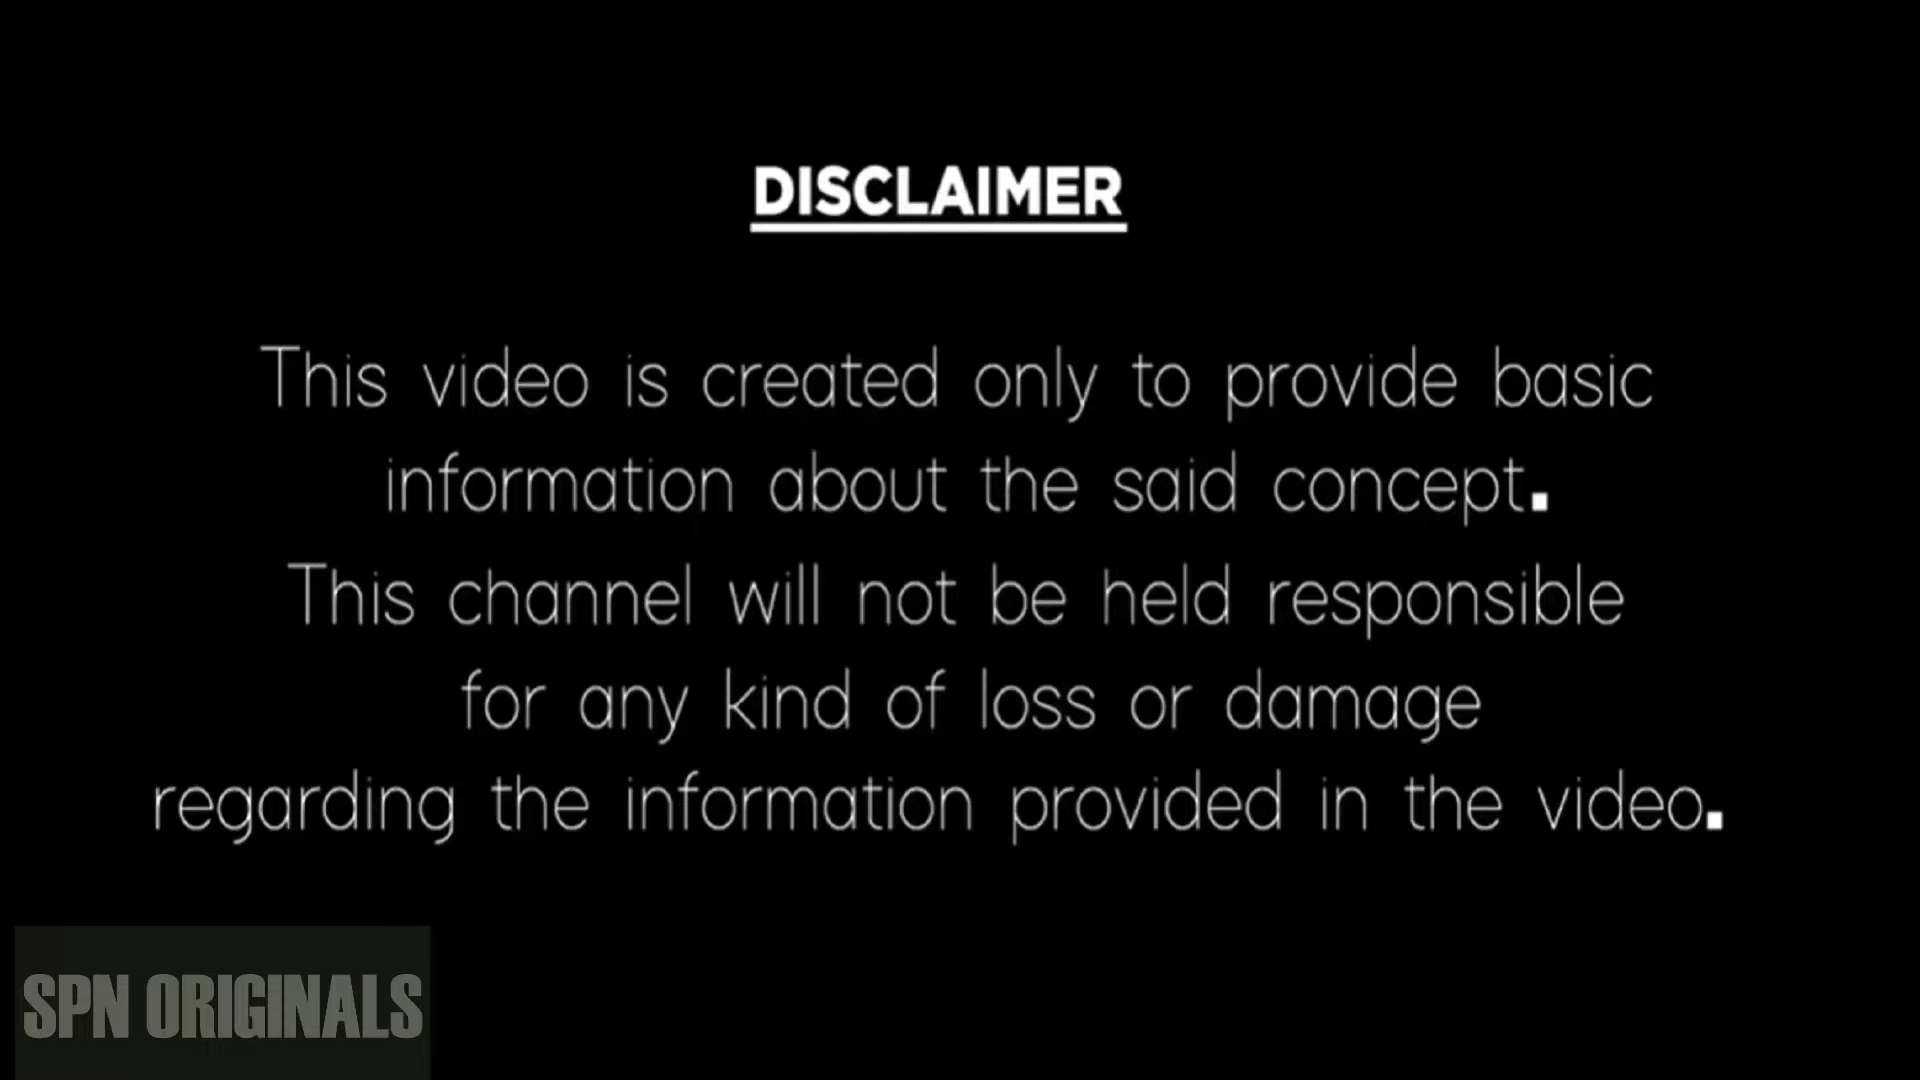 DISCLAIMER
This video is created only to provide basic
information about the said concept.
This channel will not be held responsible
for any kind of loss or damage
regarding the information provided in the video.
SPN ORIGINALS